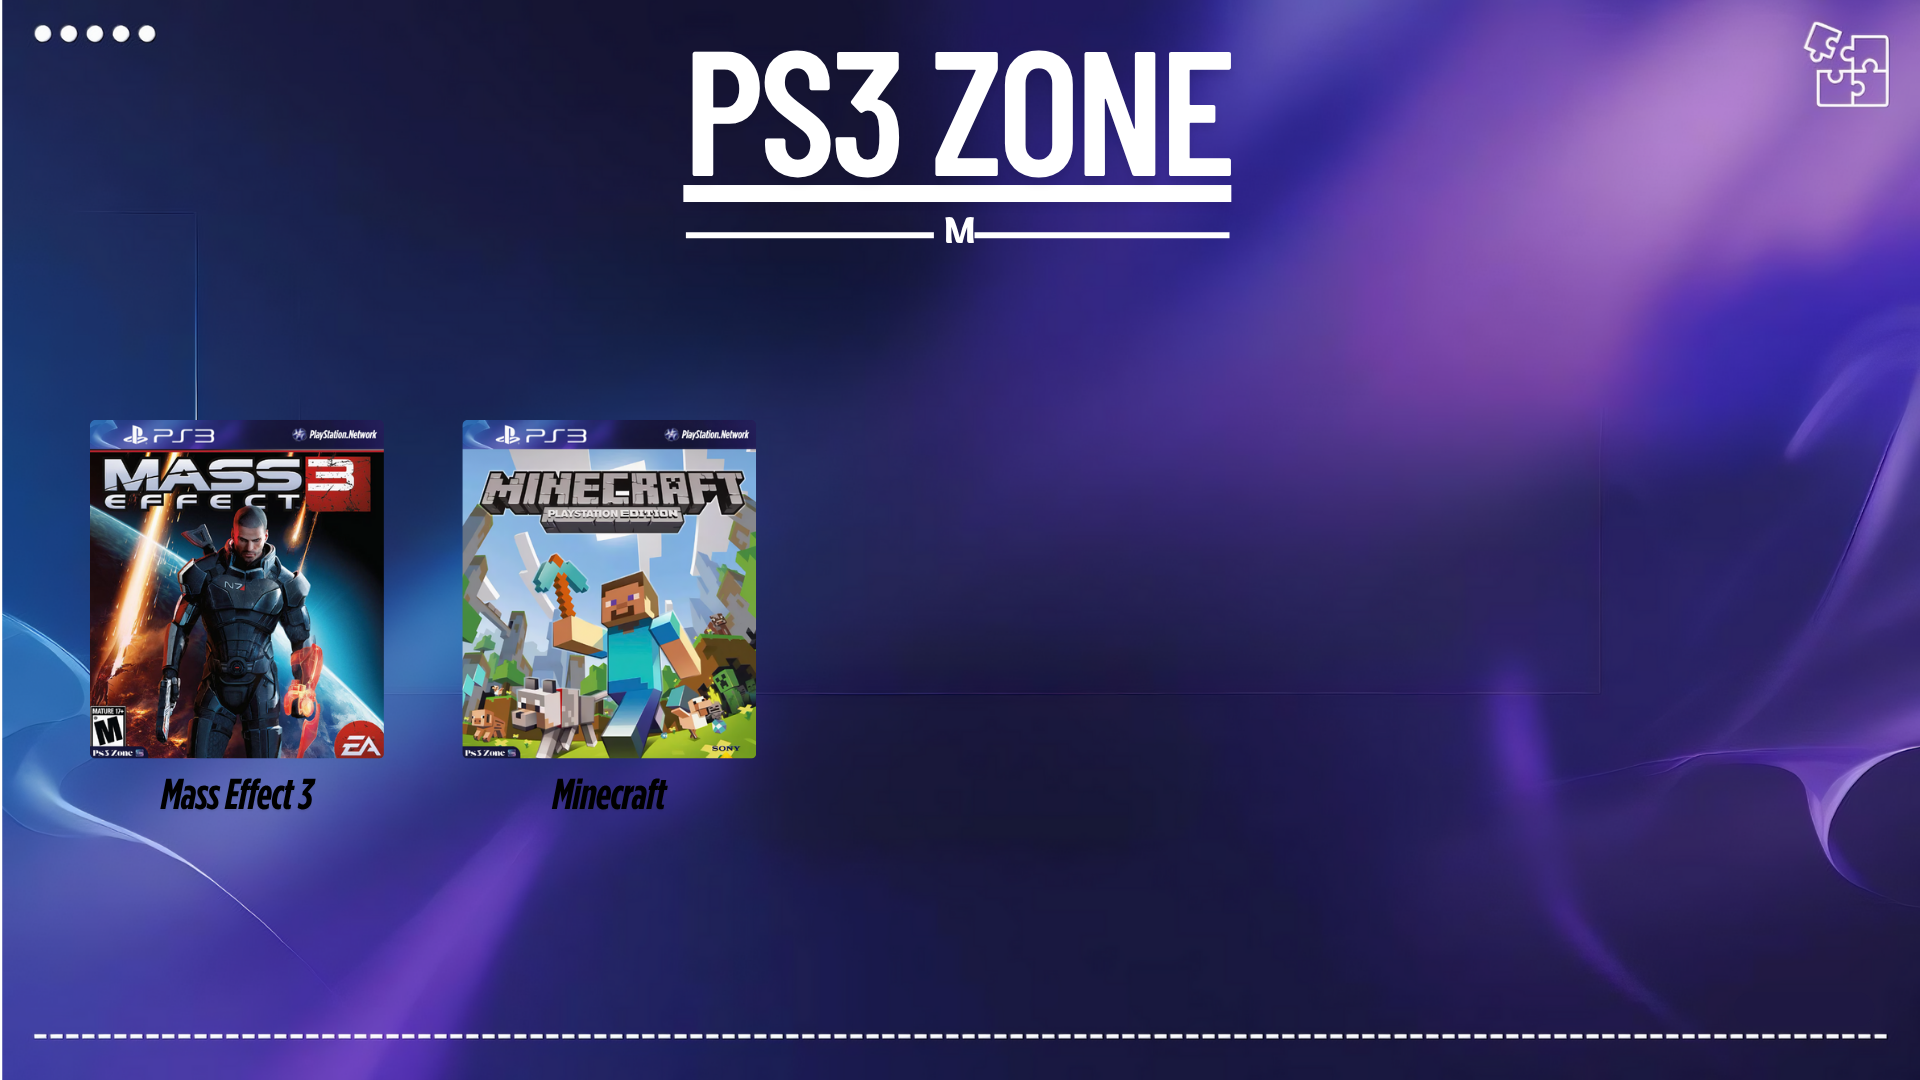 PS3 ZONE
M
PS3 PlayStation.Network
MASS 3
EFFECT
N7
MATURE 17+
M
Ps3 Zone
EA
Mass Effect 3
PS3 PlayStation.Network
MINECRAFT
PLAYSTATION EDITION
SONY
Ps3 Zone
Minecraft